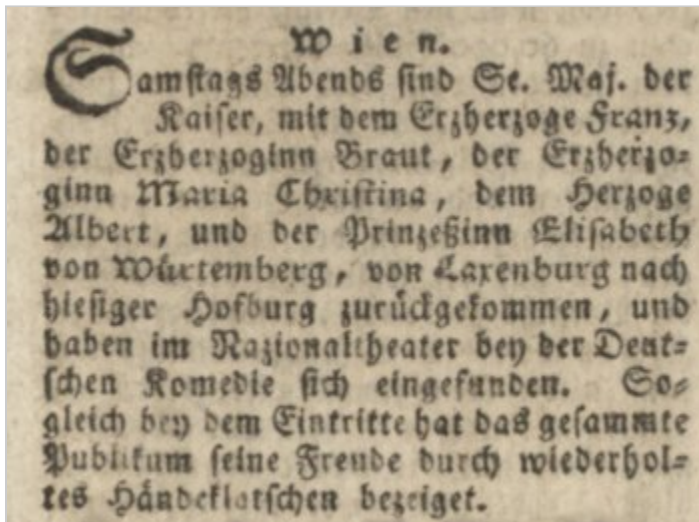 Wien.
Samstags Abends sind Se. Maj. der
Kaiser, mit dem Erzherzoge Franz,
der Erzherzoginn Braut, der Erzherzo=
ginn Maria Christina, dem Herzoge
Albert, und der Prinzeßinn Elisabeth
von Würtemberg, von Laxenburg nach
hiesiger Hofburg zurückgekommen, und
haben im Nazionaltheater bey der Deut=
schen Komedie sich eingefunden. So=
gleich bey dem Eintritte hat das gesammte
Publikum seine Freude durch wiederhol=
tes Händeklatschen bezeiget.